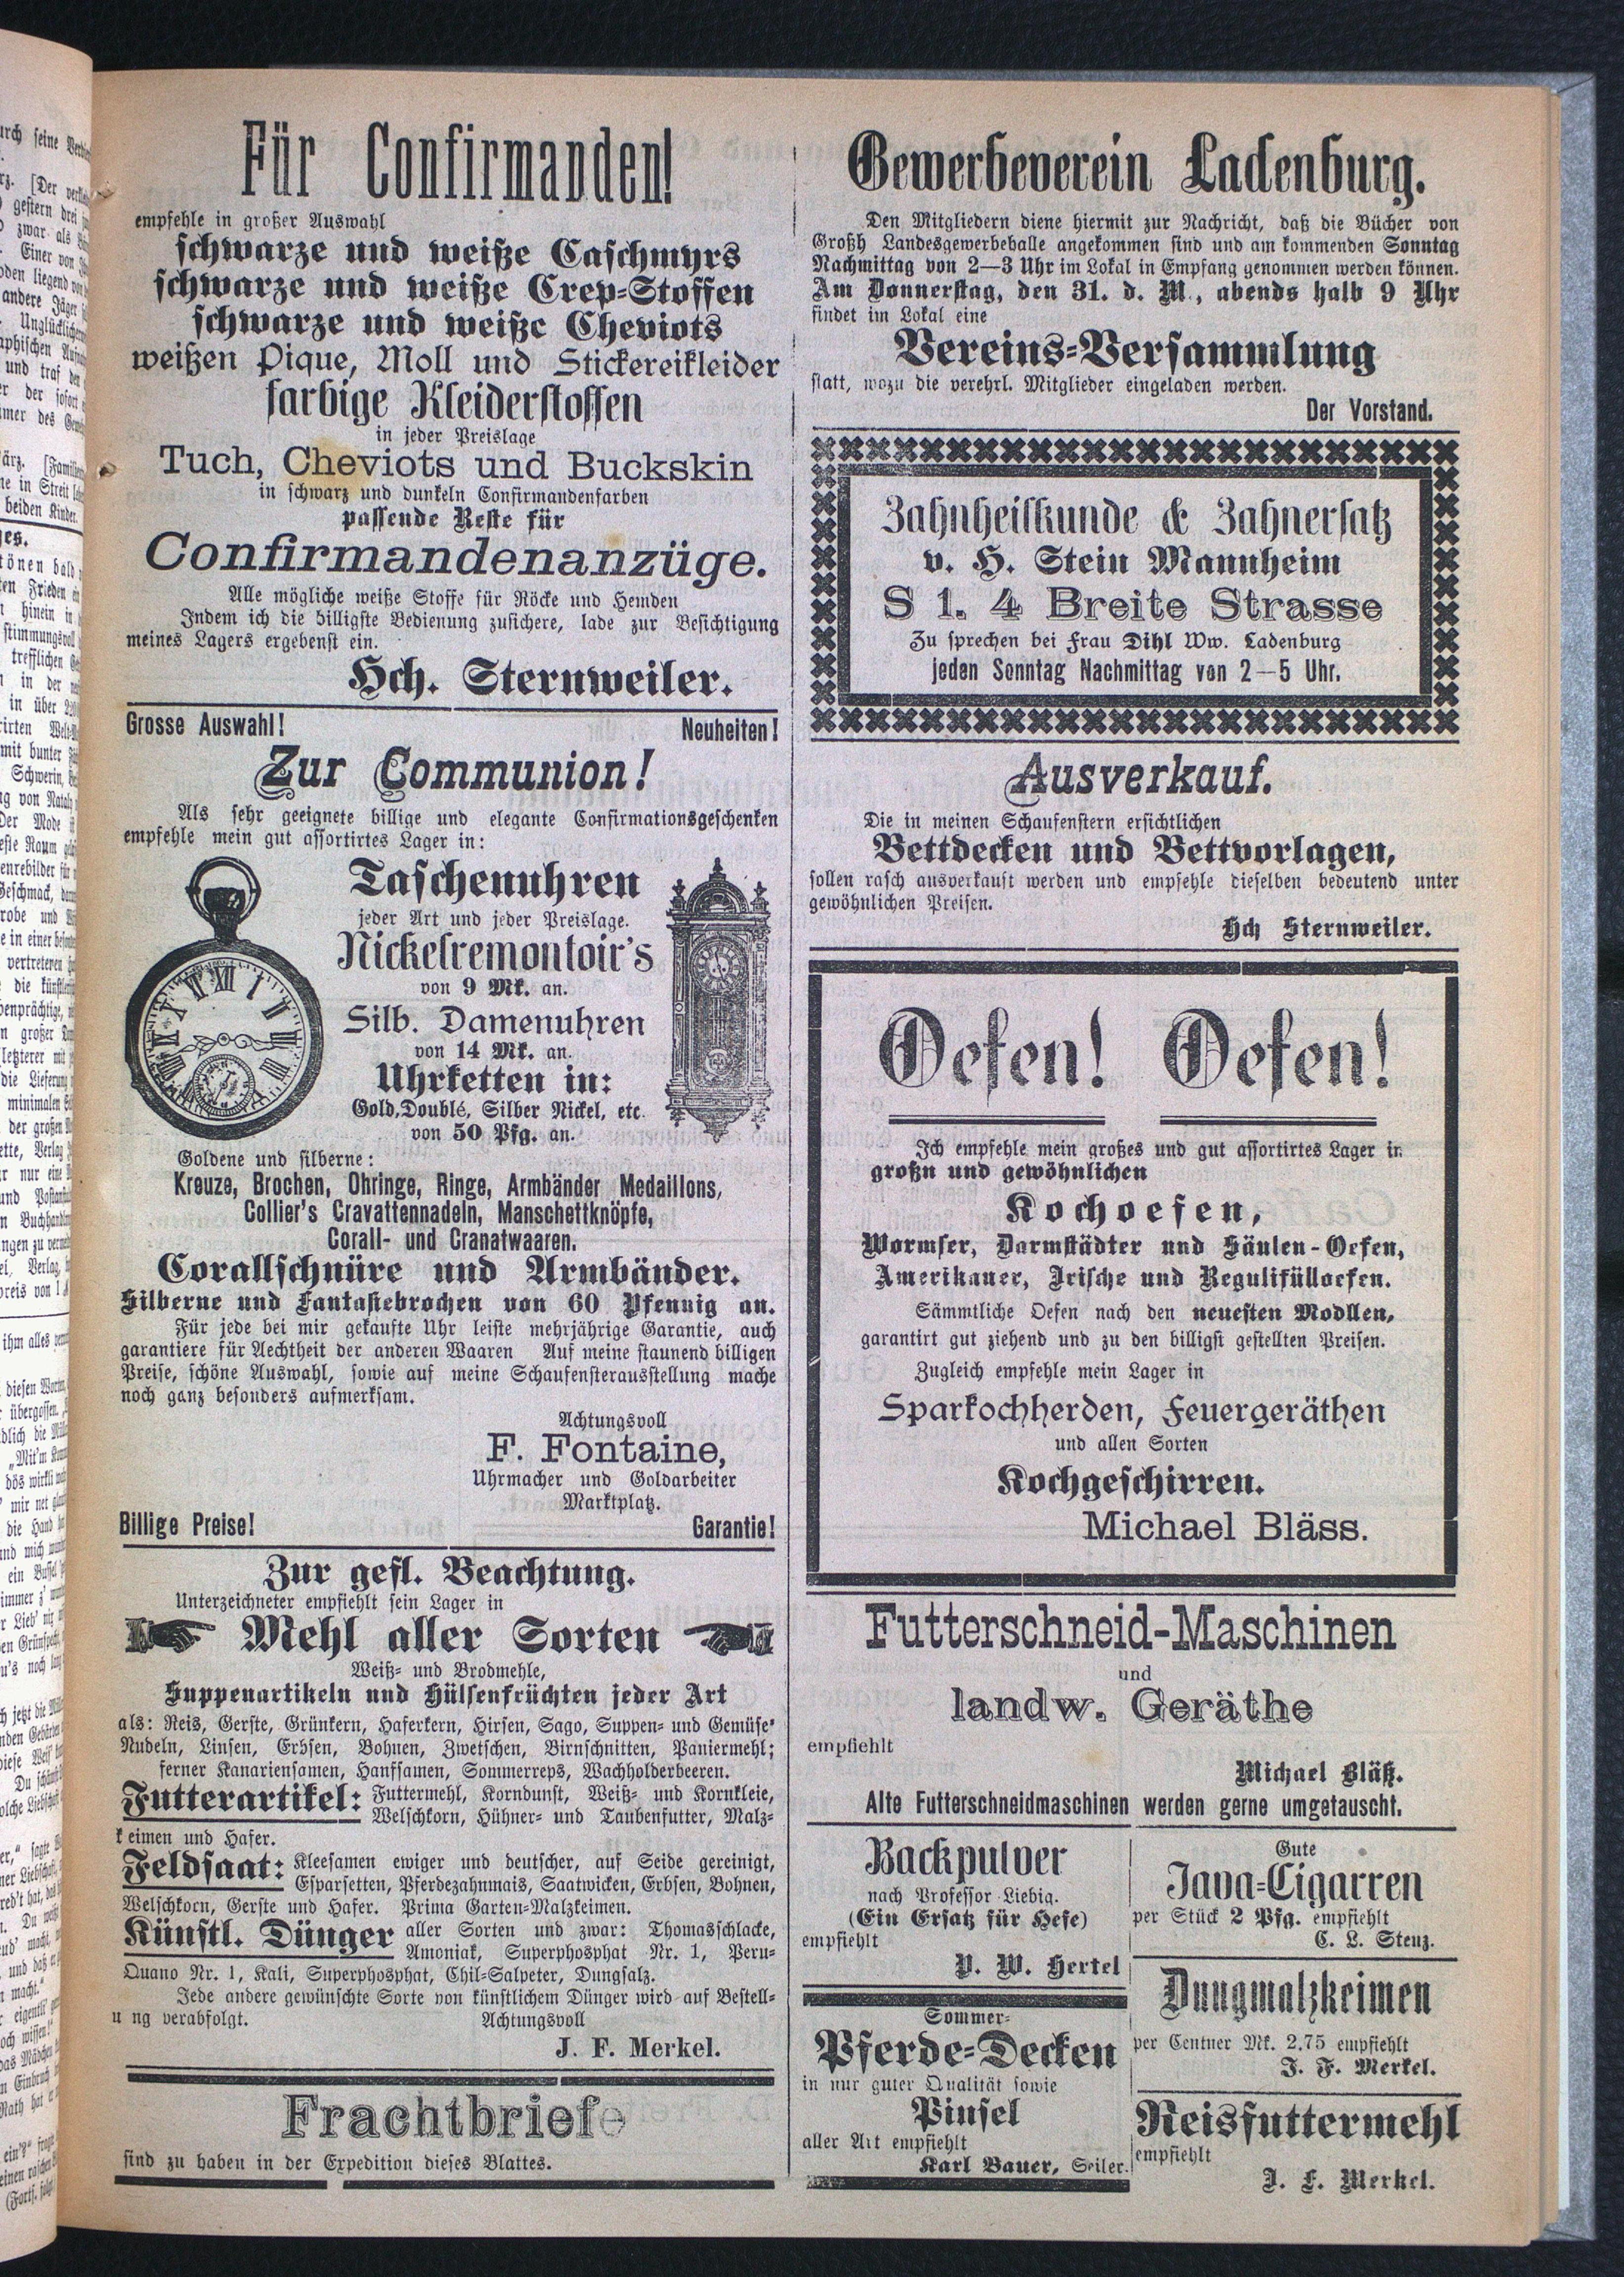 Für Confirmanden!
empfehle in großer Auswahl
schwarze und weiße Caschmyrs
schwarze und weiße Crep-Stoffen
schwarze und weiße Cheviots
weißen Pique, Moll und Stickereikleider
farbige Kleiderstoffen
in jeder Preislage
Tuch, Cheviots und Buckskin
in schwarz und dunkeln Confirmandenfarben
passende Reste für
Confirmandenanzüge.
Alle mögliche weiße Stoffe für Röcke und Hemden
Indem ich die billigste Bedienung zusichere, lade zur Besichtigung
meines Lagers ergebenst ein.
Hch. Sternweiler.
Grosse Auswahl! Neuheiten!
Zur Communion!
Als sehr geeignete billige und elegante Confirmationsgeschenken
empfehle mein gut assortirtes Lager in:
Taschenuhren
jeder Art und jeder Preislage.
Nickelremontoir's
von 9 Mk. an.
Silb. Damenuhren
von 14 Mk. an.
Uhrketten in:
Gold, Doublé, Silber Nickel, etc.
von 50 Pfg. an.
Goldene und silberne:
Kreuze, Brochen, Ohringe, Ringe, Armbänder Medaillons,
Collier's Cravattennadeln, Manschettknöpfe,
Corall- und Cranatwaaren.
Corallschnüre und Armbänder.
Silberne und Fantasiebrochen von 60 Pfennig an.
Für jede bei mir gekaufte Uhr leiste mehrjährige Garantie, auch
garantiere für Aechtheit der anderen Waaren Auf meine staunend billigen
Preise, schöne Auswahl, sowie auf meine Schaufensterausstellung mache
noch ganz besonders aufmerksam.
Achtungsvoll
F. Fontaine,
Uhrmacher und Goldarbeiter
Marktplatz.
Billige Preise! Garantie!
Zur gefl. Beachtung.
Unterzeichneter empfiehlt sein Lager in
Mehl aller Sorten
Weiß- und Brodmehle,
Suppenartikeln und Hülsenfrüchten jeder Art
als: Reis, Gerste, Grünkern, Haferkern, Hirsen, Sago, Suppen- und Gemüse-
Nudeln, Linsen, Erbsen, Bohnen, Zwetschen, Birnschnitten, Paniermehl;
ferner Kanariensamen, Hanfsamen, Sommerreps, Wachholderbeeren.
Futterartikel: Futtermehl, Korndunst, Weiß- und Kornkleie,
Welschkorn, Hühner- und Taubenfutter, Malz-
keimen und Hafer.
Feldsaat: Kleesamen ewiger und deutscher, auf Seide gereinigt,
Esparsetten, Pferdezahnmais, Saatwicken, Erbsen, Bohnen,
Welschkorn, Gerste und Hafer. Prima Garten-Malzkeimen.
Künstl. Dünger aller Sorten und zwar: Thomasschlacke,
Amoniak, Superphosphat Nr. 1, Peru-
Quano Nr. 1, Kali, Superphosphat, Chil-Salpeter, Dungsalz.
Jede andere gewünschte Sorte von künstlichem Dünger wird auf Bestell-
ung verabfolgt. Achtungsvoll
J. F. Merkel.
Frachtbriefe
sind zu haben in der Expedition dieses Blattes.
Gewerbeverein Ladenburg.
Den Mitgliedern diene hiermit zur Nachricht, daß die Bücher von
Großh Landesgewerbehalle angekommen sind und am kommenden Sonntag
Nachmittag von 2—3 Uhr im Lokal in Empfang genommen werden können.
Am Donnerstag, den 31. d. M., abends halb 9 Uhr
findet im Lokal eine
Vereins-Versammlung
statt, wozu die verehrl. Mitglieder eingeladen werden.
Der Vorstand.
Zahnheilkunde & Zahnersatz
v. H. Stein Mannheim
S 1. 4 Breite Strasse
Zu sprechen bei Frau Dihl Ww. Ladenburg
jeden Sonntag Nachmittag von 2—5 Uhr.
Ausverkauf.
Die in meinen Schaufenstern ersichtlichen
Bettdecken und Bettvorlagen,
sollen rasch ausverkauft werden und empfehle dieselben bedeutend unter
gewöhnlichen Preisen.
Hch Sternweiler.
Oefen! Oefen!
Ich empfehle mein großes und gut assortirtes Lager in
großn und gewöhnlichen
Kochoefen,
Wormser, Darmstädter und Säulen-Oefen,
Amerikaner, Irische und Regulifüllocfen.
Sämmtliche Oefen nach den neuesten Modllen,
garantirt gut ziehend und zu den billigst gestellten Preisen.
Zugleich empfehle mein Lager in
Sparkochherden, Feuergeräthen
und allen Sorten
Kochgeschirren.
Michael Bläss.
Futterschneid-Maschinen
und
landw. Geräthe
empfiehlt
Michael Bläß.
Alte Futterschneidmaschinen werden gerne umgetauscht.
Backpulver
nach Professor Liebig.
(Ein Ersatz für Hefe)
empfiehlt
P. W. Hertel
Sommer-
Pferde-Decken
in nur guter Qualität sowie
Pinsel
aller Art empfiehlt
Karl Bauer, Seiler.
Gute
Java-Cigarren
per Stück 2 Pfg. empfiehlt
C. L. Stenz.
Dungmalzkeimen
per Centner Mk. 2.75 empfiehlt
J. F. Merkel.
Reisfuttermehl
empfiehlt
J. F. Merkel.